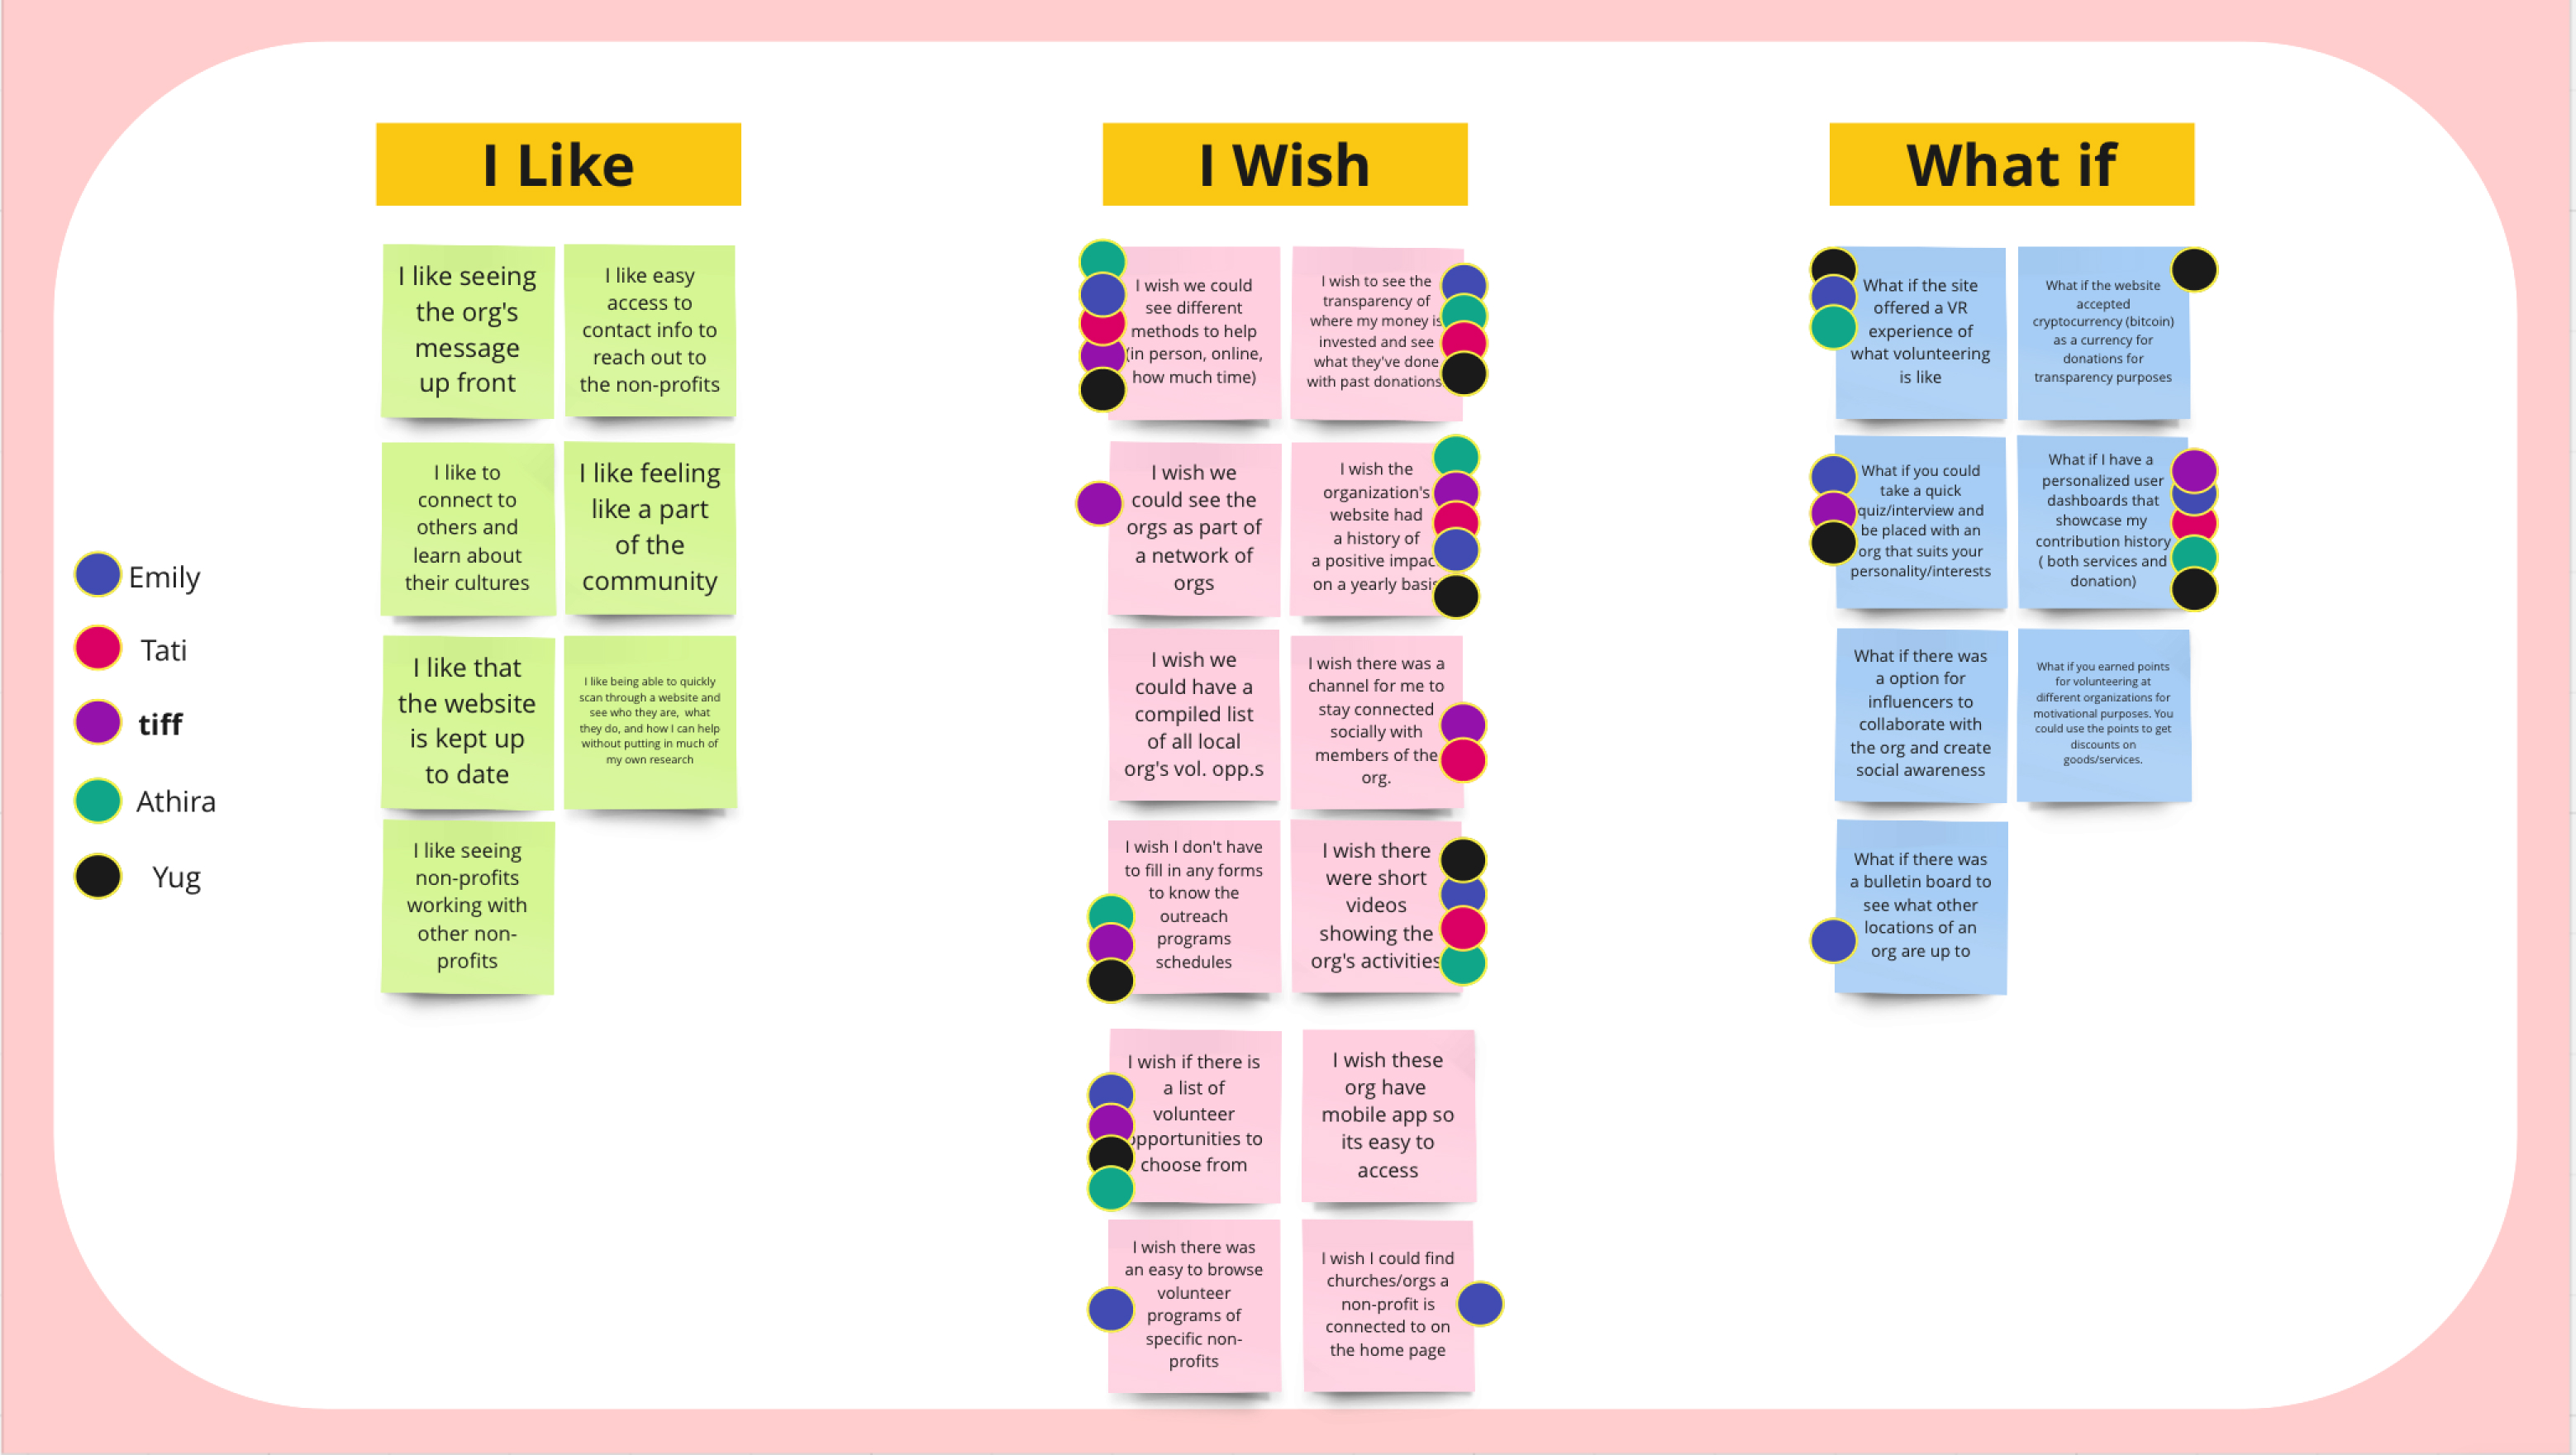 I Like
I like seeing
the org's
message
up front
I like easy
access to
contact info to
reach out to
the non-profits
I like to
connect to
others and
learn about
their cultures
I like feeling
like a part
of the
community
I like that
the website
is kept up
to date
I like being able to quickly
scan through a website and
see who they are, what
they do, and how I can help
without putting in much of
my own research
I like seeing
non-profits
working with
other non-
profits
Emily
Tati
tiff
Athira
Yug
I Wish
I wish we could
see different
methods to help
(in person, online,
how much time)
I wish to see the
transparency of
where my money is
invested and see
what they've done
with past donations
I wish we
could see the
orgs as part of
a network of
orgs
I wish the
organization's
website had
a history of
a positive impac
on a yearly basis
I wish we
could have a
compiled list
of all local
org's vol. opp.s
I wish there was a
channel for me to
stay connected
socially with
members of the
org.
I wish I don't have
to fill in any forms
to know the
outreach
programs
schedules
I wish there
were short
videos
showing the
org's activities
I wish if there is
a list of
volunteer
opportunities to
choose from
I wish these
org have
mobile app so
its easy to
access
I wish there was
an easy to browse
volunteer
programs of
specific non-
profits
I wish I could find
churches/orgs a
non-profit is
connected to on
the home page
What if
What if the site
offered a VR
experience of
what volunteering
is like
What if the website
accepted
cryptocurrency (bitcoin)
as a currency for
donations for
transparency purposes
What if you could
take a quick
quiz/interview and
be placed with an
org that suits your
personality/interests
What if I have a
personalized user
dashboards that
showcase my
contribution history
( both services and
donation)
What if there was
a option for
influencers to
collaborate with
the org and create
social awareness
What if you earned points
for volunteering at
different organizations for
motivational purposes. You
could use the points to get
discounts on
goods/services.
What if there was
a bulletin board to
see what other
locations of an
org are up to